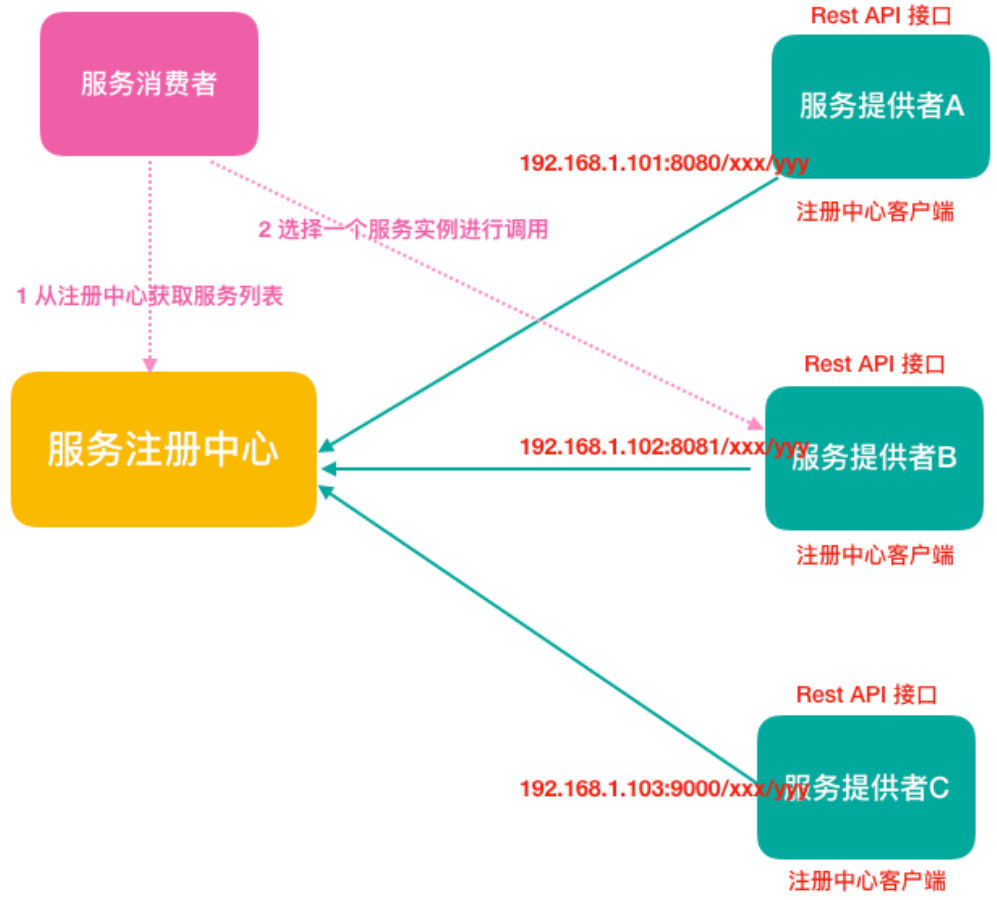 Rest API 接口
服务消费者
服务提供者A
192.168.1.101:8080/xxx/yyy
注册中心客户端
2 选择一个服务实例进行调用
1 从注册中心获取服务列表
Rest API 接口
服务注册中心
192.168.1.102:8081/xxx/yyy
服务提供者B
注册中心客户端
Rest API 接口
192.168.1.103:9000/xxx/yyy
服务提供者C
注册中心客户端